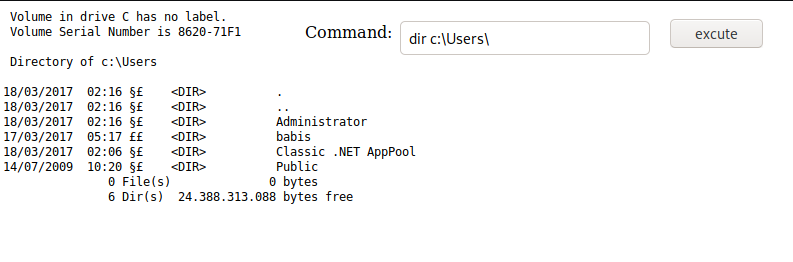 Volume in drive C has no label.
Volume Serial Number is 8620-71F1
Command: dir c:\Users\ excute
Directory of c:\Users
18/03/2017  02:16 §£    <DIR>          .
18/03/2017  02:16 §£    <DIR>          ..
18/03/2017  02:16 §£    <DIR>          Administrator
17/03/2017  05:17 ££    <DIR>          babis
18/03/2017  02:06 §£    <DIR>          Classic .NET AppPool
14/07/2009  10:20 §£    <DIR>          Public
0 File(s)              0 bytes
6 Dir(s)  24.388.313.088 bytes free